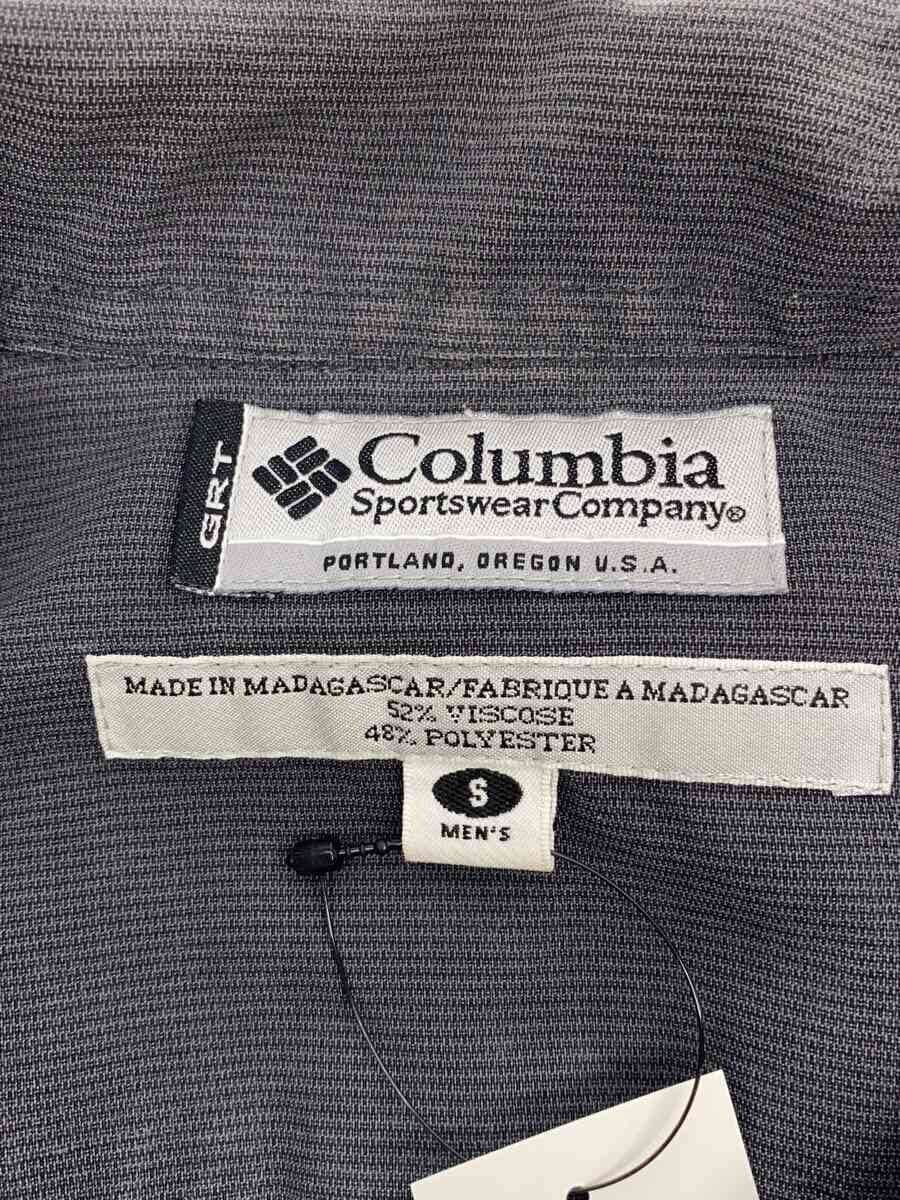 GRT
Columbia
Sportswear Company®
PORTLAND, OREGON U.S.A.
MADE IN MADAGASCAR/FABRIQUE A MADAGASCAR
52% VISCOSE
48% POLYESTER
S
MEN'S